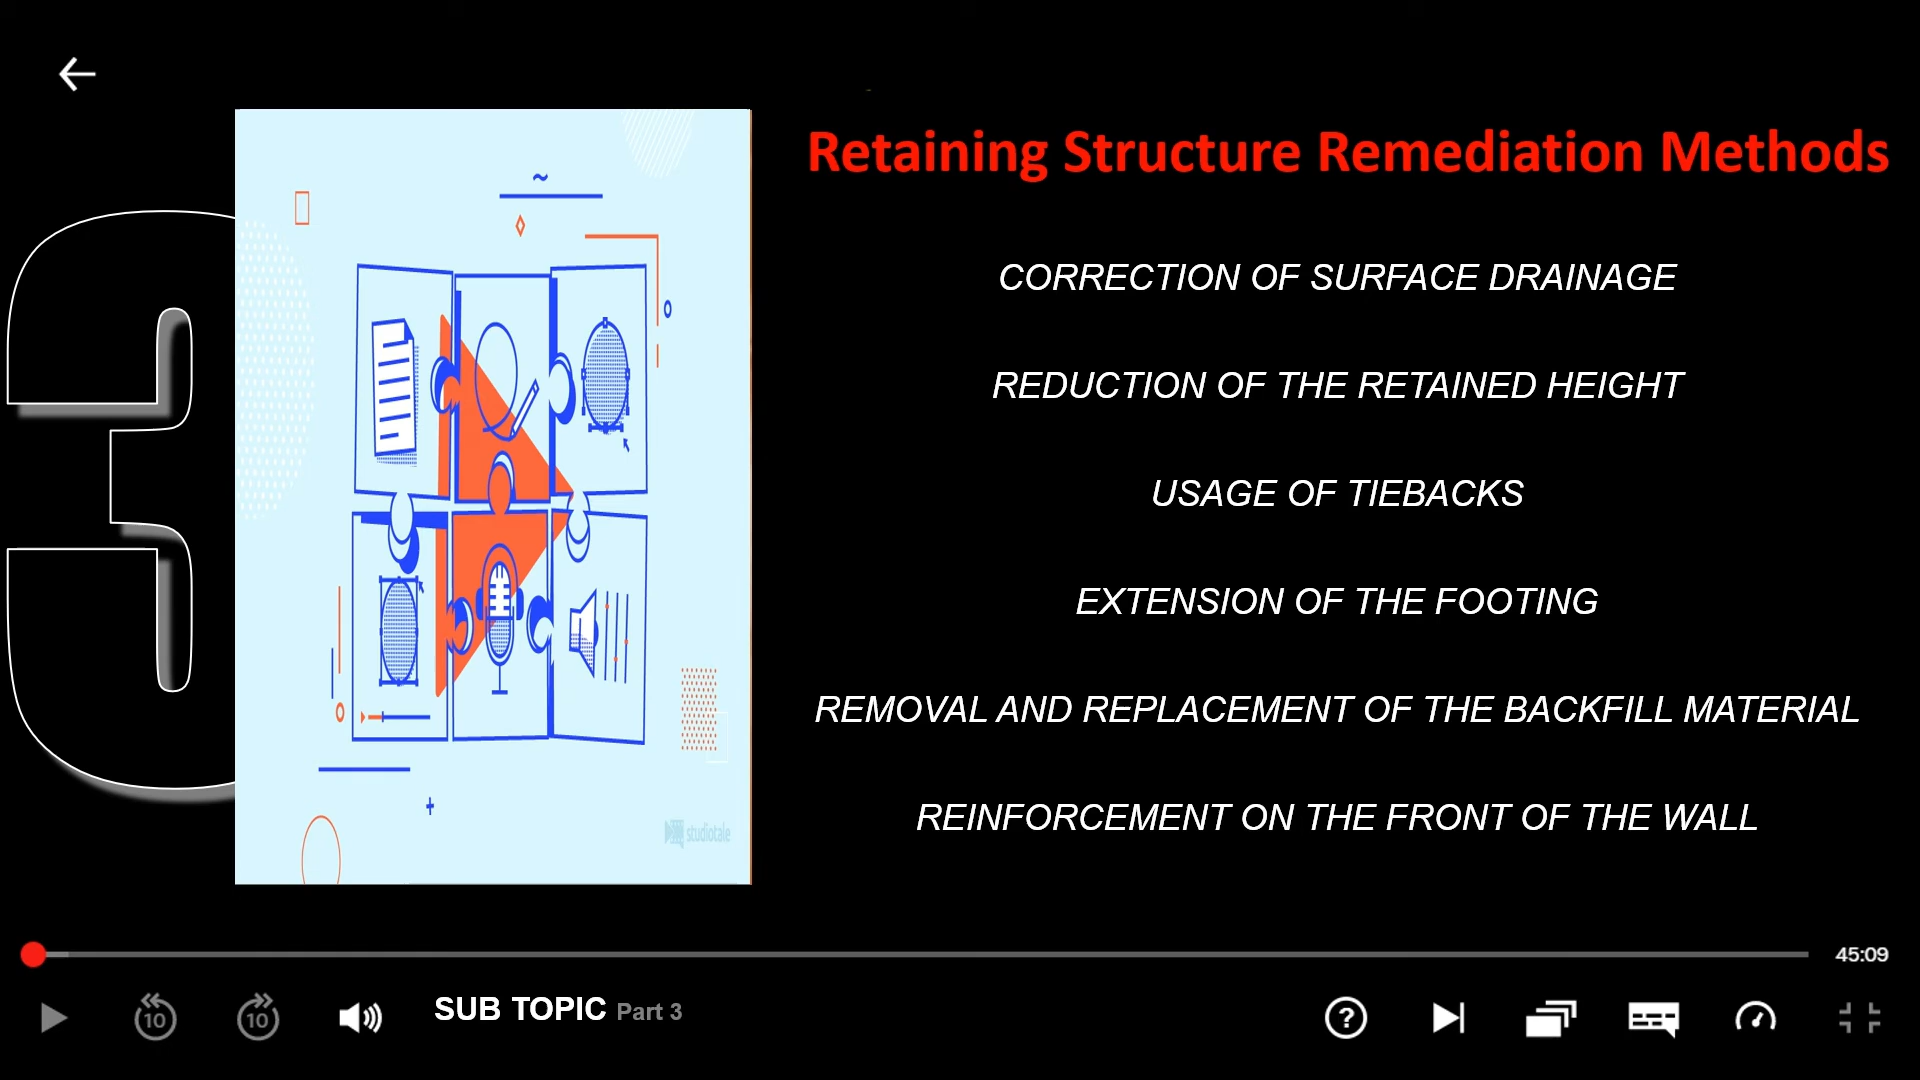 3
Retaining Structure Remediation Methods
CORRECTION OF SURFACE DRAINAGE
REDUCTION OF THE RETAINED HEIGHT
USAGE OF TIEBACKS
EXTENSION OF THE FOOTING
REMOVAL AND REPLACEMENT OF THE BACKFILL MATERIAL
REINFORCEMENT ON THE FRONT OF THE WALL
studiotale
45:09
10
10
SUB TOPIC Part 3
?